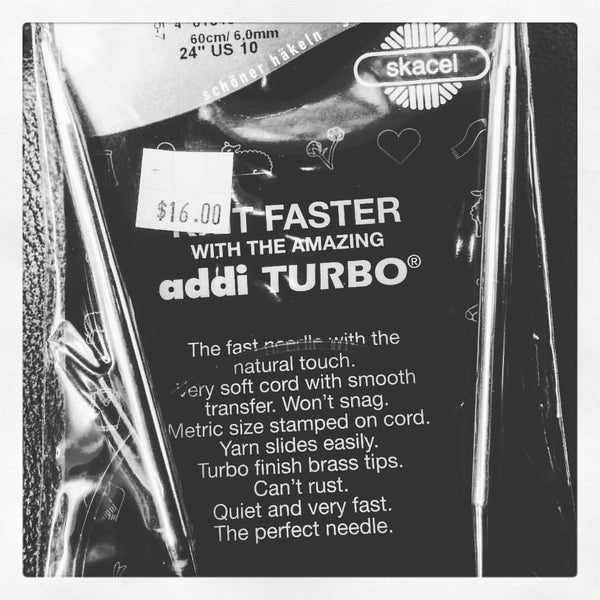 60cm/ 6,0mm
24" US 10
schöner häkeln
skacel
$16.00
FASTER
WITH THE AMAZING
addi TURBO®
The fast needle with the
natural touch.
Very soft cord with smooth
transfer. Won't snag.
Metric size stamped on cord.
Yarn slides easily.
Turbo finish brass tips.
Can't rust.
Quiet and very fast.
The perfect needle.